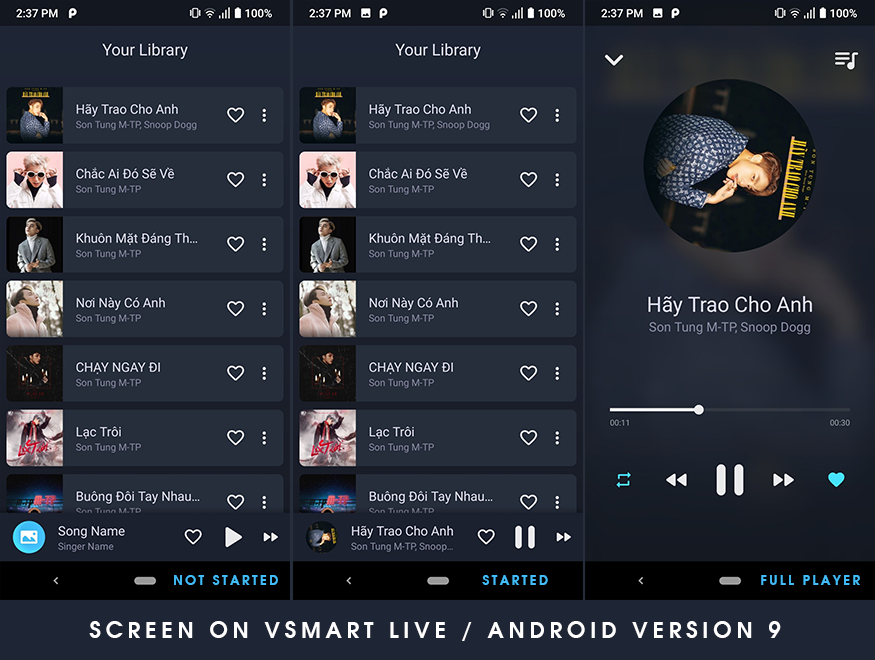 2:37 PM
100%
Your Library
Hãy Trao Cho Anh
Son Tung M-TP, Snoop Dogg
Chắc Ai Đó Sẽ Về
Son Tung M-TP
Khuôn Mặt Đáng Th...
Son Tung M-TP
Nơi Này Có Anh
Son Tung M-TP
CHẠY NGAY ĐI
Son Tung M-TP
Lạc Trôi
Son Tung M-TP
Buông Đôi Tay Nhau...
Song Name
Singer Name
NOT STARTED
2:37 PM
100%
Your Library
Hãy Trao Cho Anh
Son Tung M-TP, Snoop Dogg
Chắc Ai Đó Sẽ Về
Son Tung M-TP
Khuôn Mặt Đáng Th...
Son Tung M-TP
Nơi Này Có Anh
Son Tung M-TP
CHẠY NGAY ĐI
Son Tung M-TP
Lạc Trôi
Son Tung M-TP
Buông Đôi Tay Nhau...
Hãy Trao Cho Anh
Son Tung M-TP, Snoop...
STARTED
2:37 PM
100%
SON TUNG M-TP
HÃY TRAO CHO ANH
Hãy Trao Cho Anh
Son Tung M-TP, Snoop Dogg
00:11
00:30
FULL PLAYER
SCREEN ON VSMART LIVE / ANDROID VERSION 9